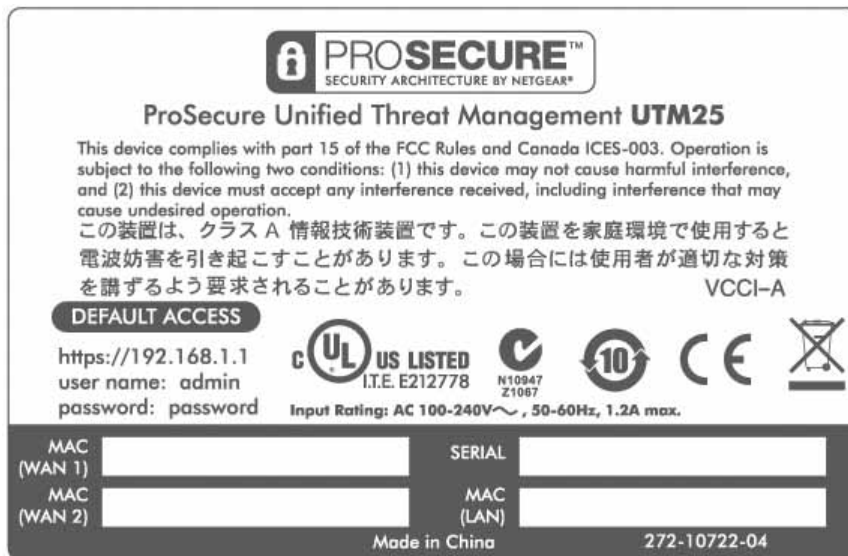 PROSECURE™
SECURITY ARCHITECTURE BY NETGEAR®
ProSecure Unified Threat Management UTM25
This device complies with part 15 of the FCC Rules and Canada ICES-003. Operation is
subject to the following two conditions: (1) this device may not cause harmful interference,
and (2) this device must accept any interference received, including interference that may
cause undesired operation.
この装置は、クラス A 情報技術装置です。この装置を家庭環境で使用すると
電波妨害を引き起こすことがあります。この場合には使用者が適切な対策
を講ずるよう要求されることがあります。 VCCI-A
DEFAULT ACCESS
https://192.168.1.1
user name: admin
password: password
C UL® US LISTED
I.T.E. E212778
N10947
Z1067
10
CE
Input Rating: AC 100-240V～ , 50-60Hz, 1.2A max.
MAC
(WAN 1)
SERIAL
MAC
(WAN 2)
MAC
(LAN)
Made in China 272-10722-04